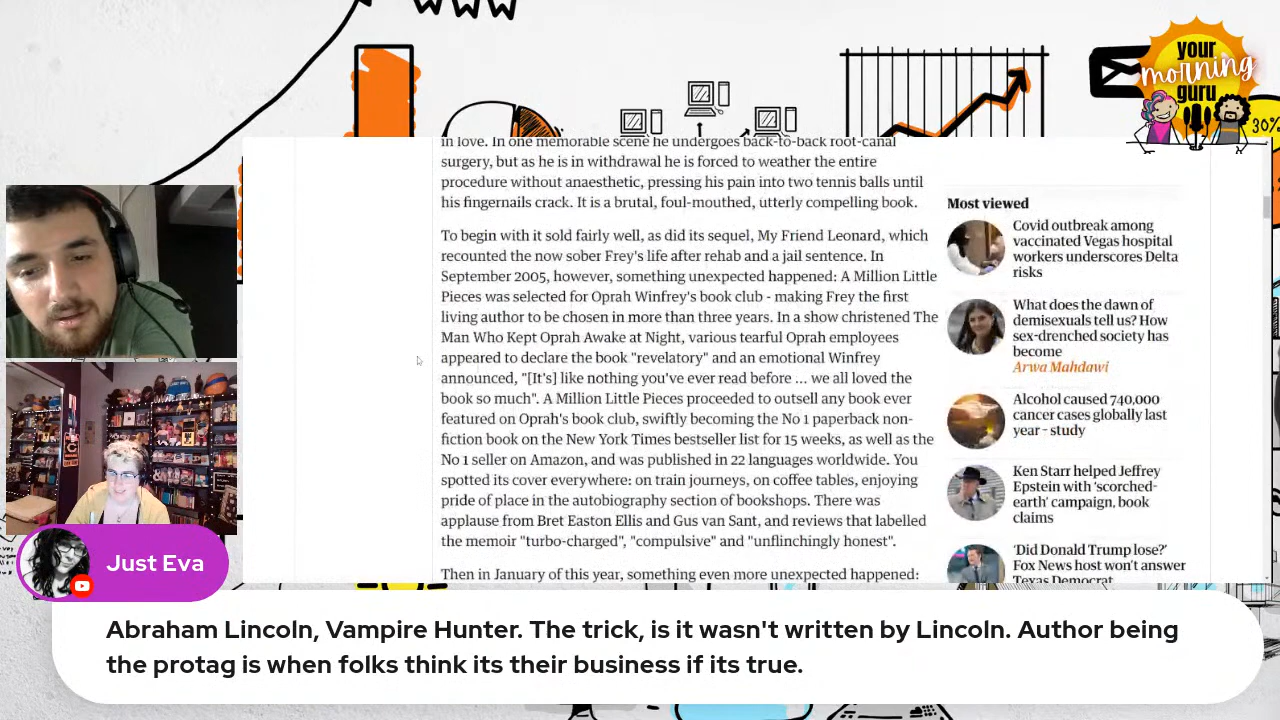 WWW
your
morning
guru
30%
in love. In one memorable scene he undergoes back-to-back root-canal
surgery, but as he is in withdrawal he is forced to weather the entire
procedure without anaesthetic, pressing his pain into two tennis balls until
his fingernails crack. It is a brutal, foul-mouthed, utterly compelling book.
To begin with it sold fairly well, as did its sequel, My Friend Leonard, which
recounted the now sober Frey's life after rehab and a jail sentence. In
September 2005, however, something unexpected happened: A Million Little
Pieces was selected for Oprah Winfrey's book club - making Frey the first
living author to be chosen in more than three years. In a show christened The
Man Who Kept Oprah Awake at Night, various tearful Oprah employees
appeared to declare the book "revelatory" and an emotional Winfrey
announced, "[It's] like nothing you've ever read before ... we all loved the
book so much". A Million Little Pieces proceeded to outsell any book ever
featured on Oprah's book club, swiftly becoming the No 1 paperback non-
fiction book on the New York Times bestseller list for 15 weeks, as well as the
No 1 seller on Amazon, and was published in 22 languages worldwide. You
spotted its cover everywhere: on train journeys, on coffee tables, enjoying
pride of place in the autobiography section of bookshops. There was
applause from Bret Easton Ellis and Gus van Sant, and reviews that labelled
the memoir "turbo-charged", "compulsive" and "unflinchingly honest".
Then in January of this year, something even more unexpected happened:
Most viewed
Covid outbreak among
vaccinated Vegas hospital
workers underscores Delta
risks
What does the dawn of
demisexuals tell us? How
sex-drenched society has
become
Arwa Mahdawi
Alcohol caused 740,000
cancer cases globally last
year – study
Ken Starr helped Jeffrey
Epstein with 'scorched-
earth' campaign, book
claims
'Did Donald Trump lose?'
Fox News host won't answer
Texas Democrat
Just Eva
Abraham Lincoln, Vampire Hunter. The trick, is it wasn't written by Lincoln. Author being
the protag is when folks think its their business if its true.